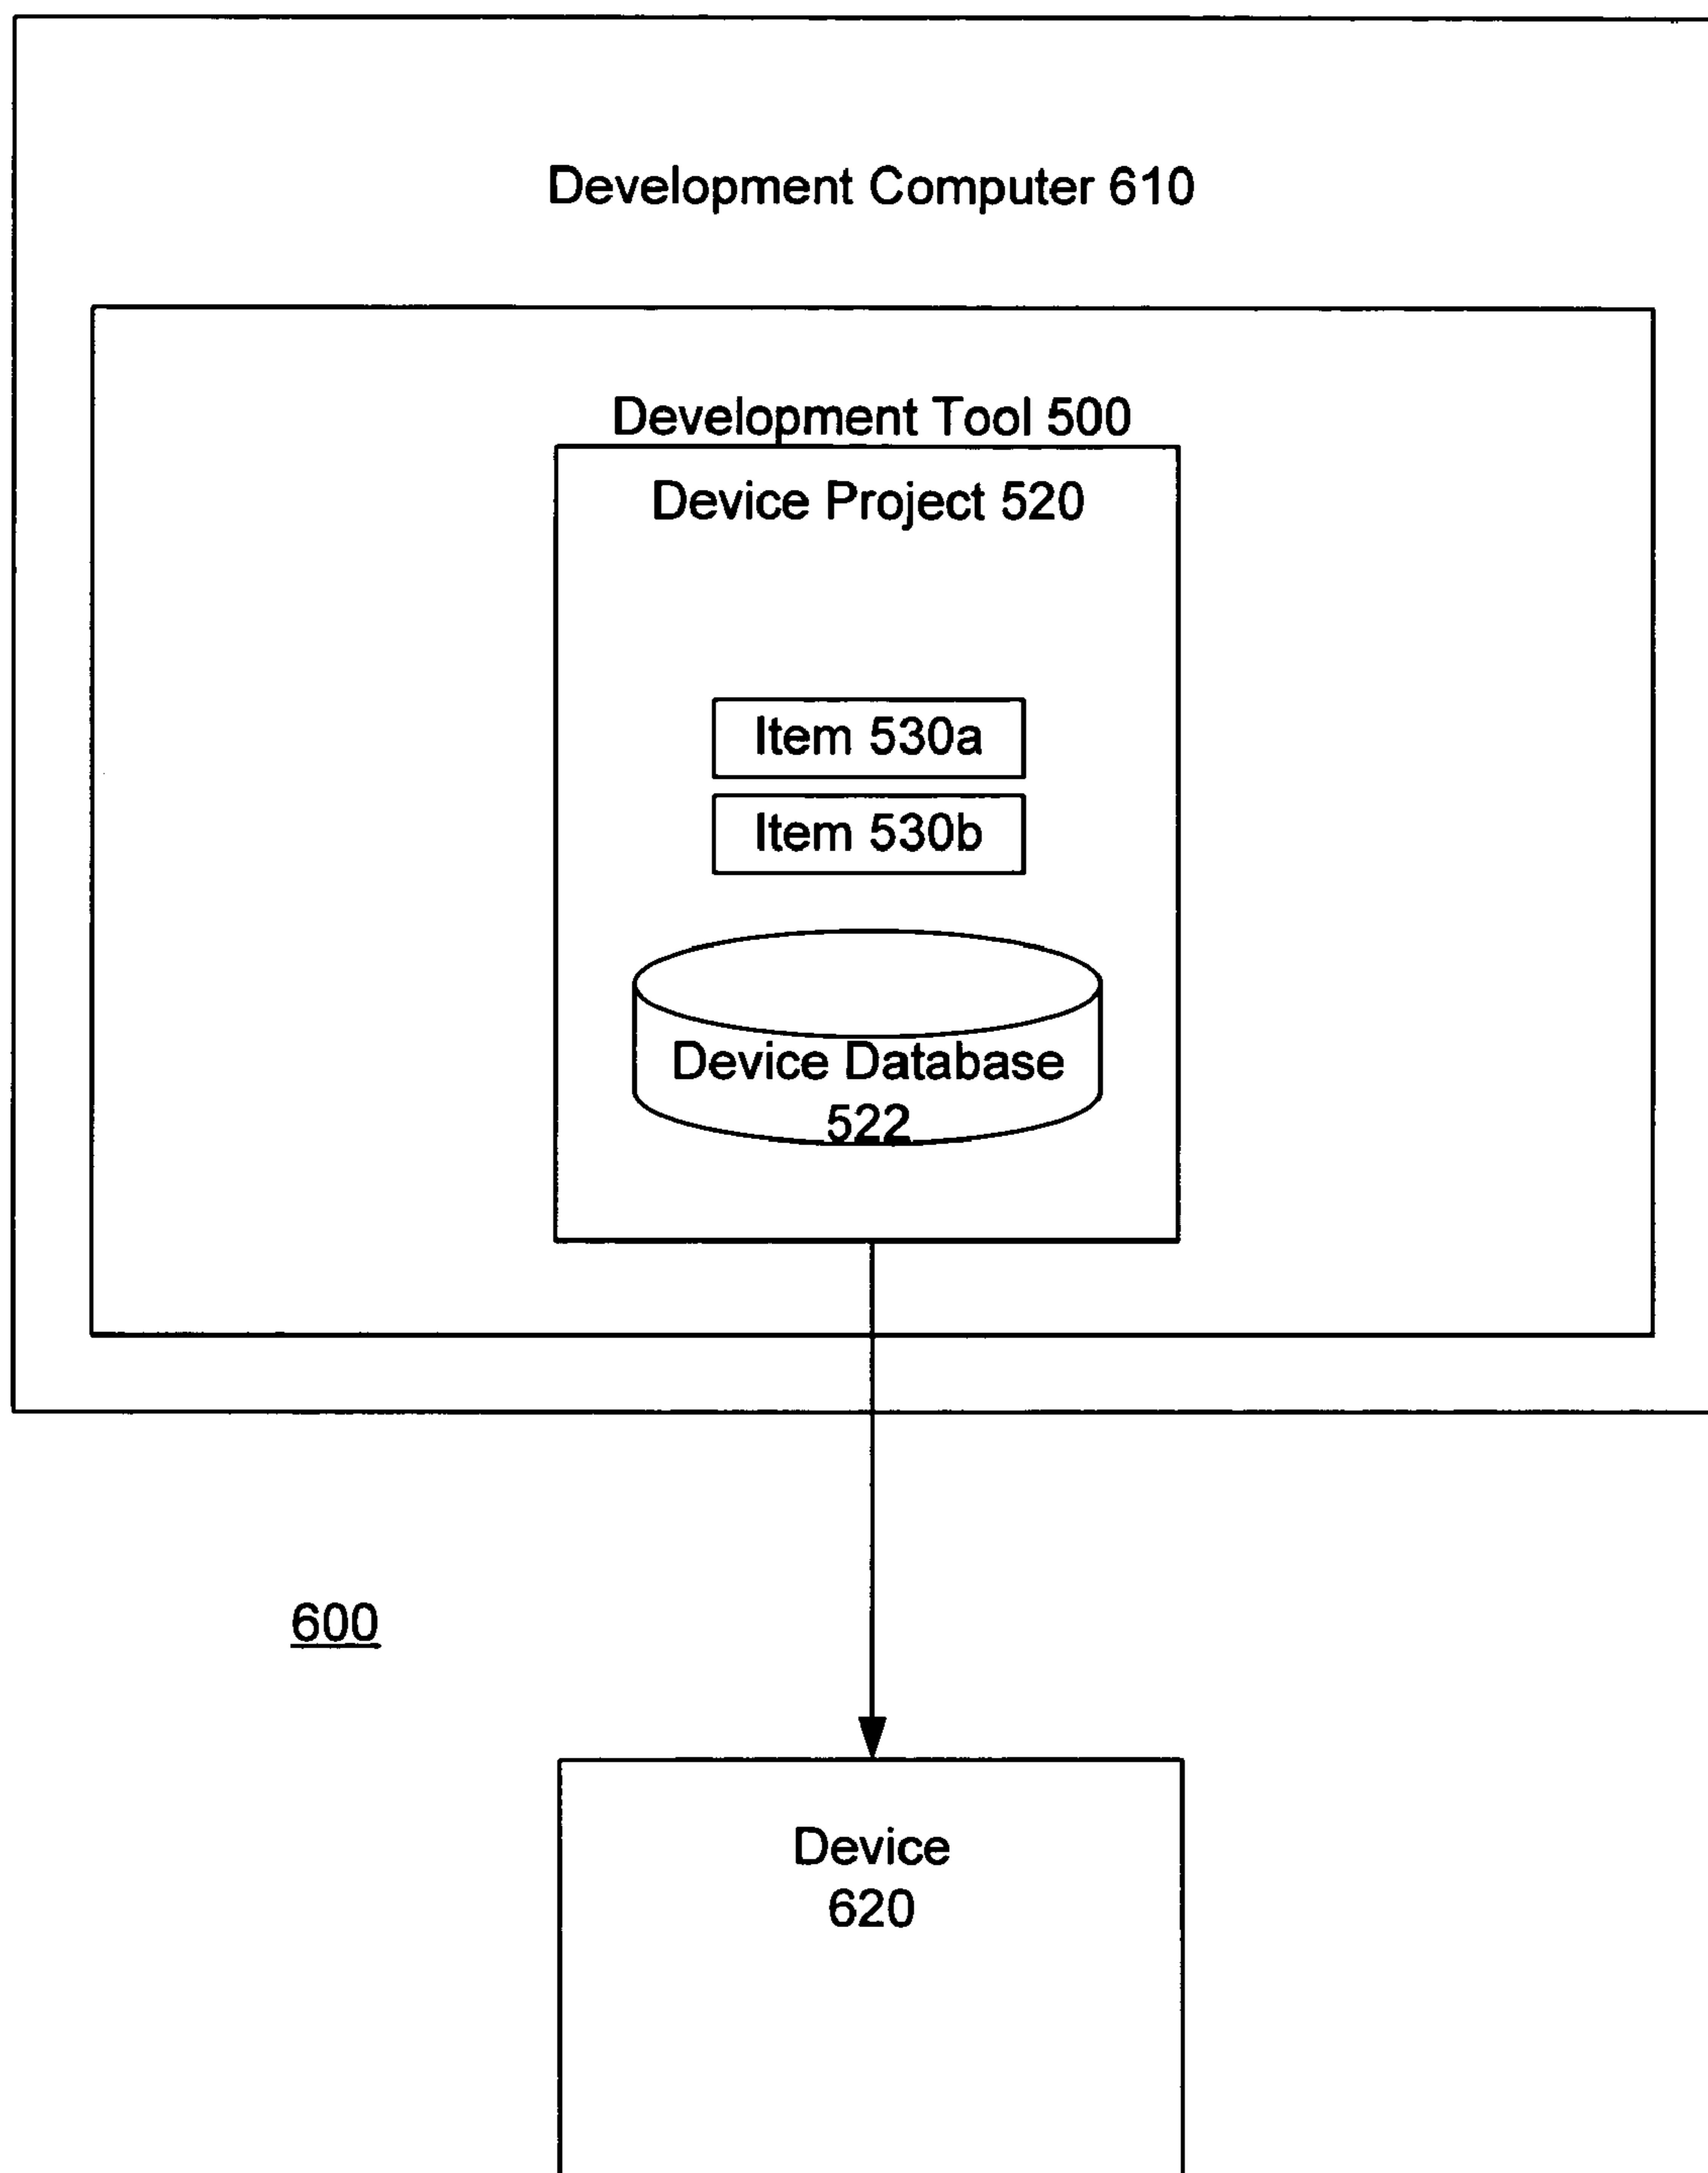 Development Computer 610
Development Tool 500
Device Project 520
Item 530a
Item 530b
Device Database
522
600
Device
620